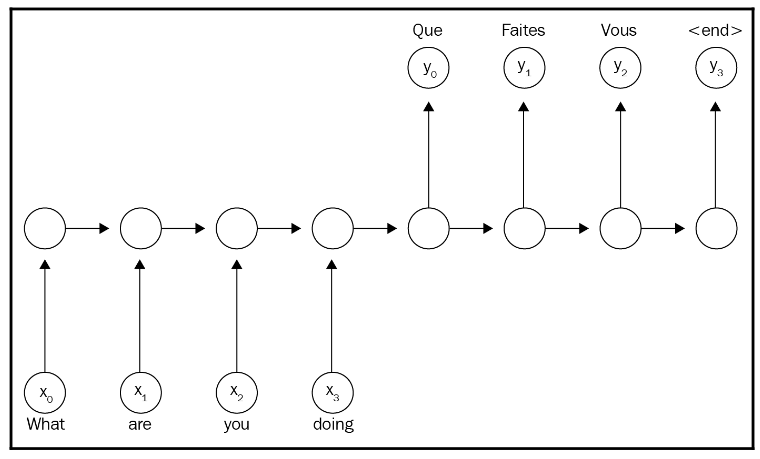 Que Faites Vous <end>
y0 y1 y2 y3
x0 x1 x2 x3
What are you doing